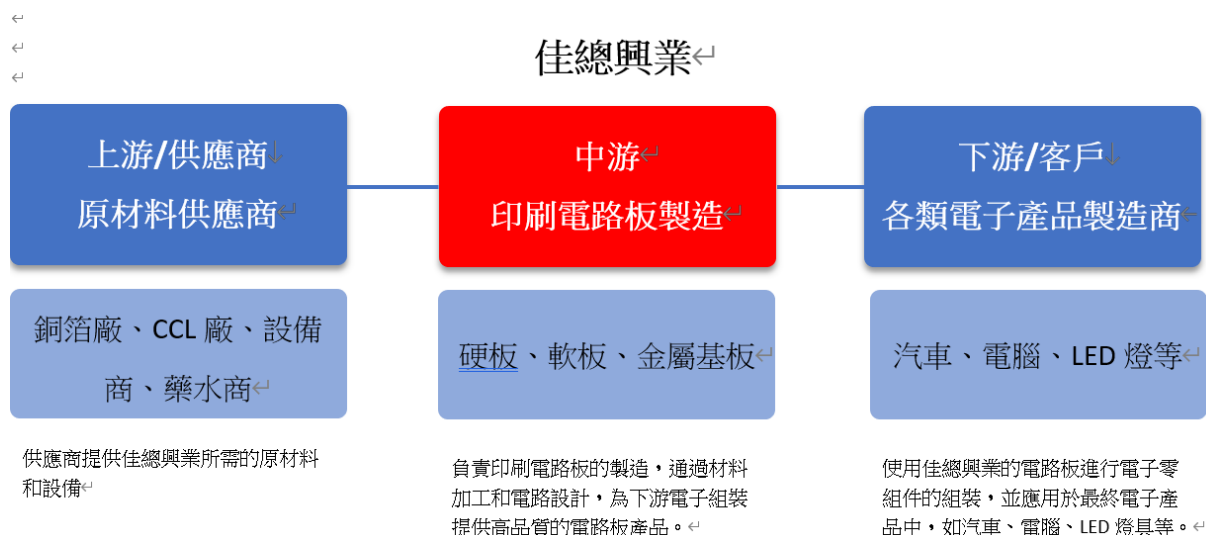 佳總興業
上游/供應商
原材料供應商
中游
印刷電路板製造
下游/客戶
各類電子產品製造商
銅箔廠、CCL 廠、設備
商、藥水商
硬板、軟板、金屬基板
汽車、電腦、LED 燈等
供應商提供佳總興業所需的原材料
和設備
負責印刷電路板的製造，通過材料
加工和電路設計，為下游電子組裝
提供高品質的電路板產品。
使用佳總興業的電路板進行電子零
組件的組裝，並應用於最終電子產
品中，如汽車、電腦、LED 燈具等。